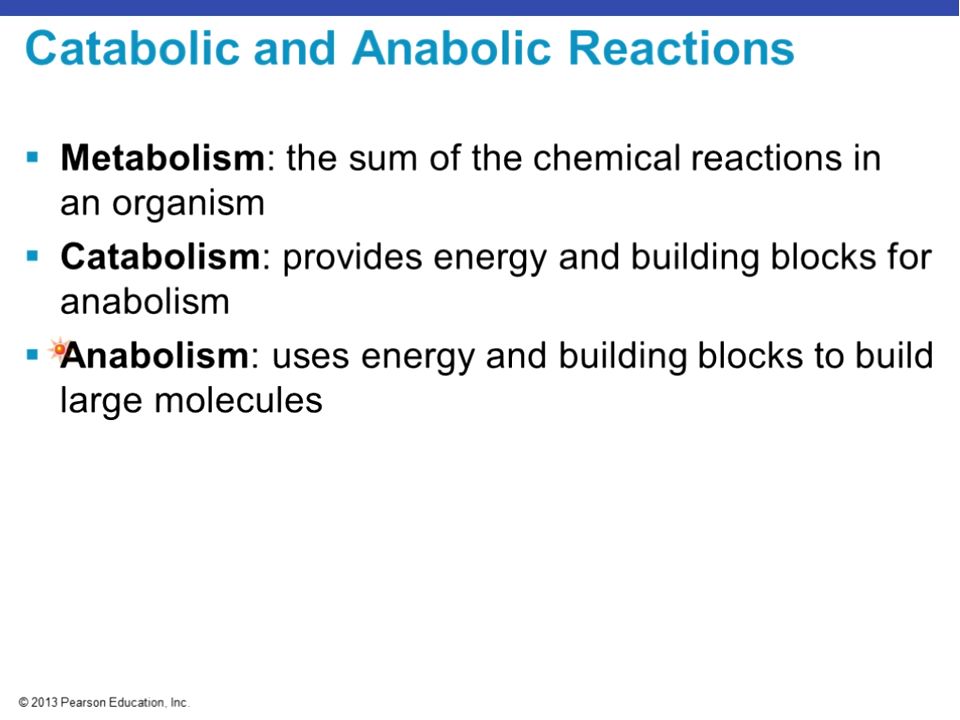 Catabolic and Anabolic Reactions
▪ Metabolism: the sum of the chemical reactions in
an organism
▪ Catabolism: provides energy and building blocks for
anabolism
▪ Anabolism: uses energy and building blocks to build
large molecules
© 2013 Pearson Education, Inc.